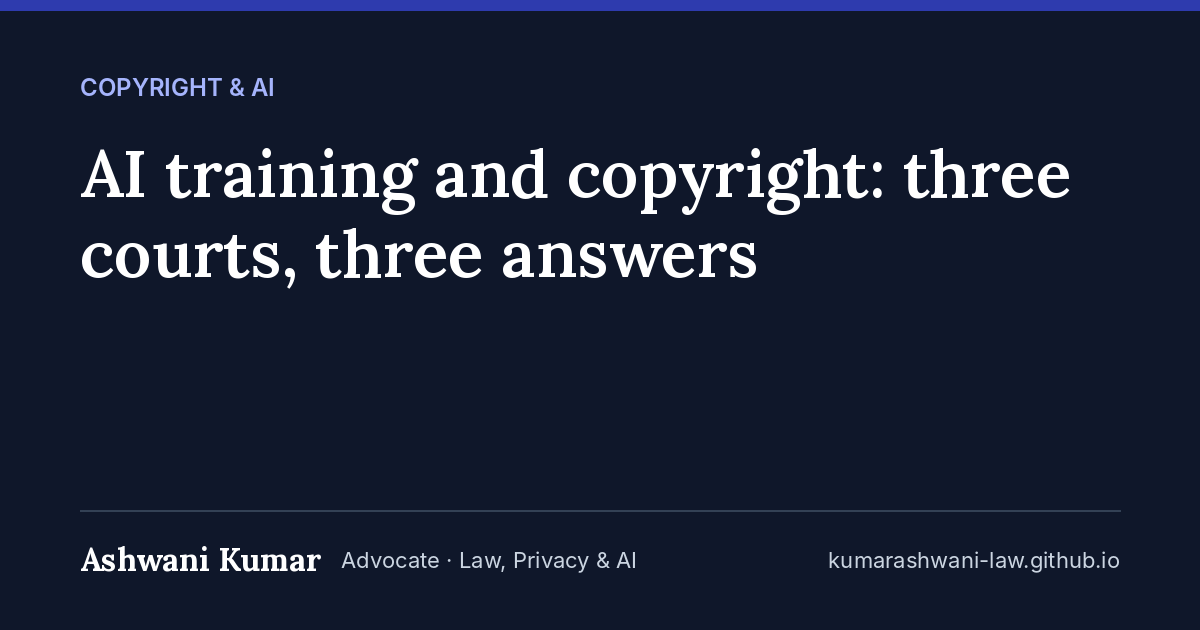 COPYRIGHT & AI
AI training and copyright: three
courts, three answers
Ashwani Kumar Advocate · Law, Privacy & AI kumarashwani-law.github.io